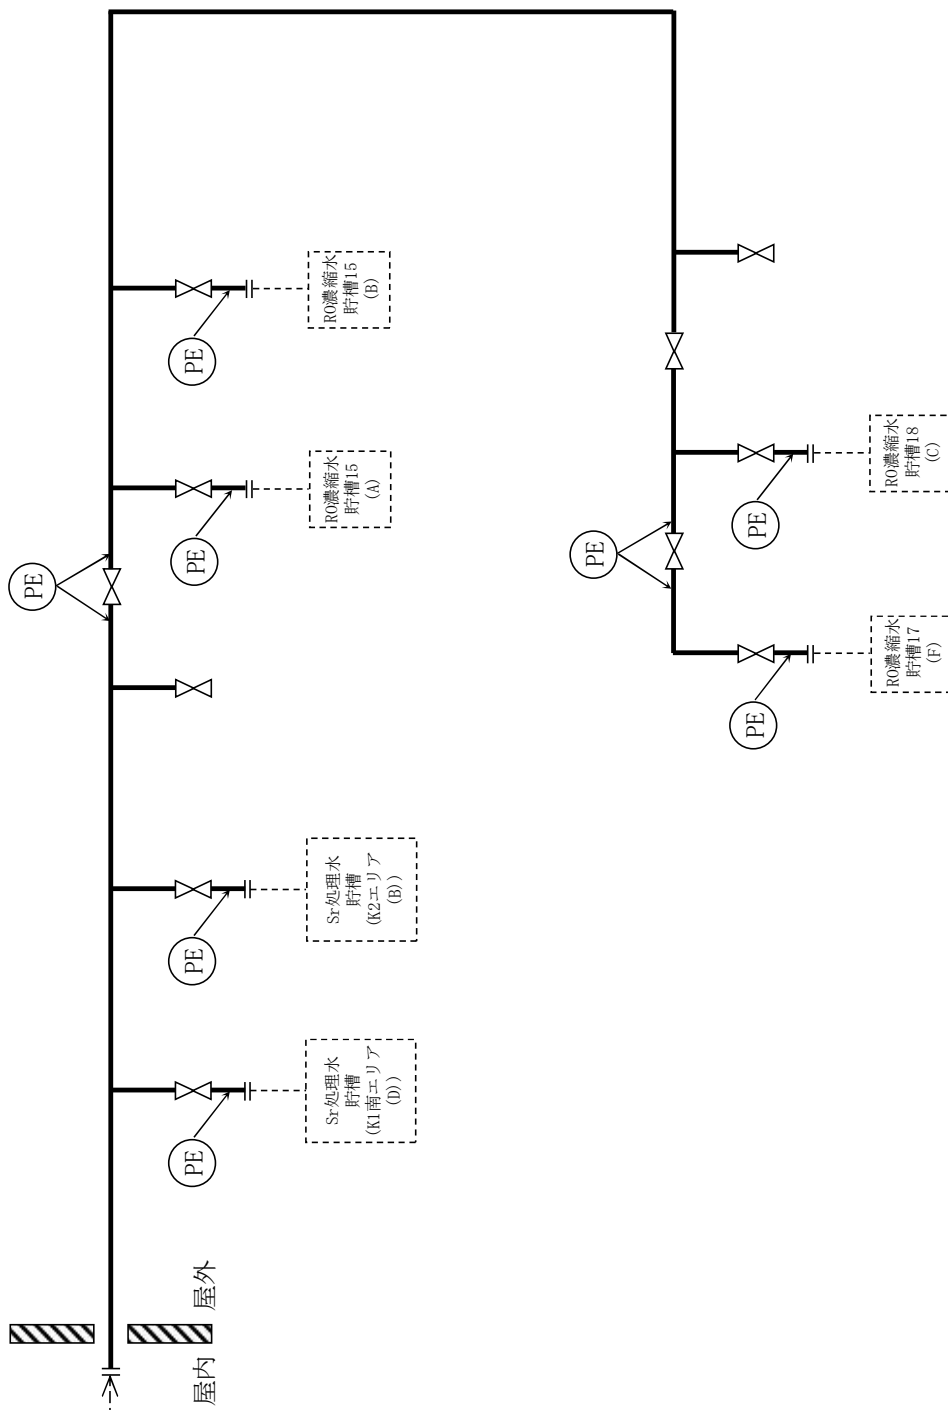 屋内
屋外
PE
Sr処理水
貯槽
(K1南エリア
(D))
PE
Sr処理水
貯槽
(K2エリア
(B))
PE
PE
RO濃縮水
貯槽15
(A)
PE
RO濃縮水
貯槽15
(B)
PE
RO濃縮水
貯槽17
(F)
PE
PE
RO濃縮水
貯槽18
(C)